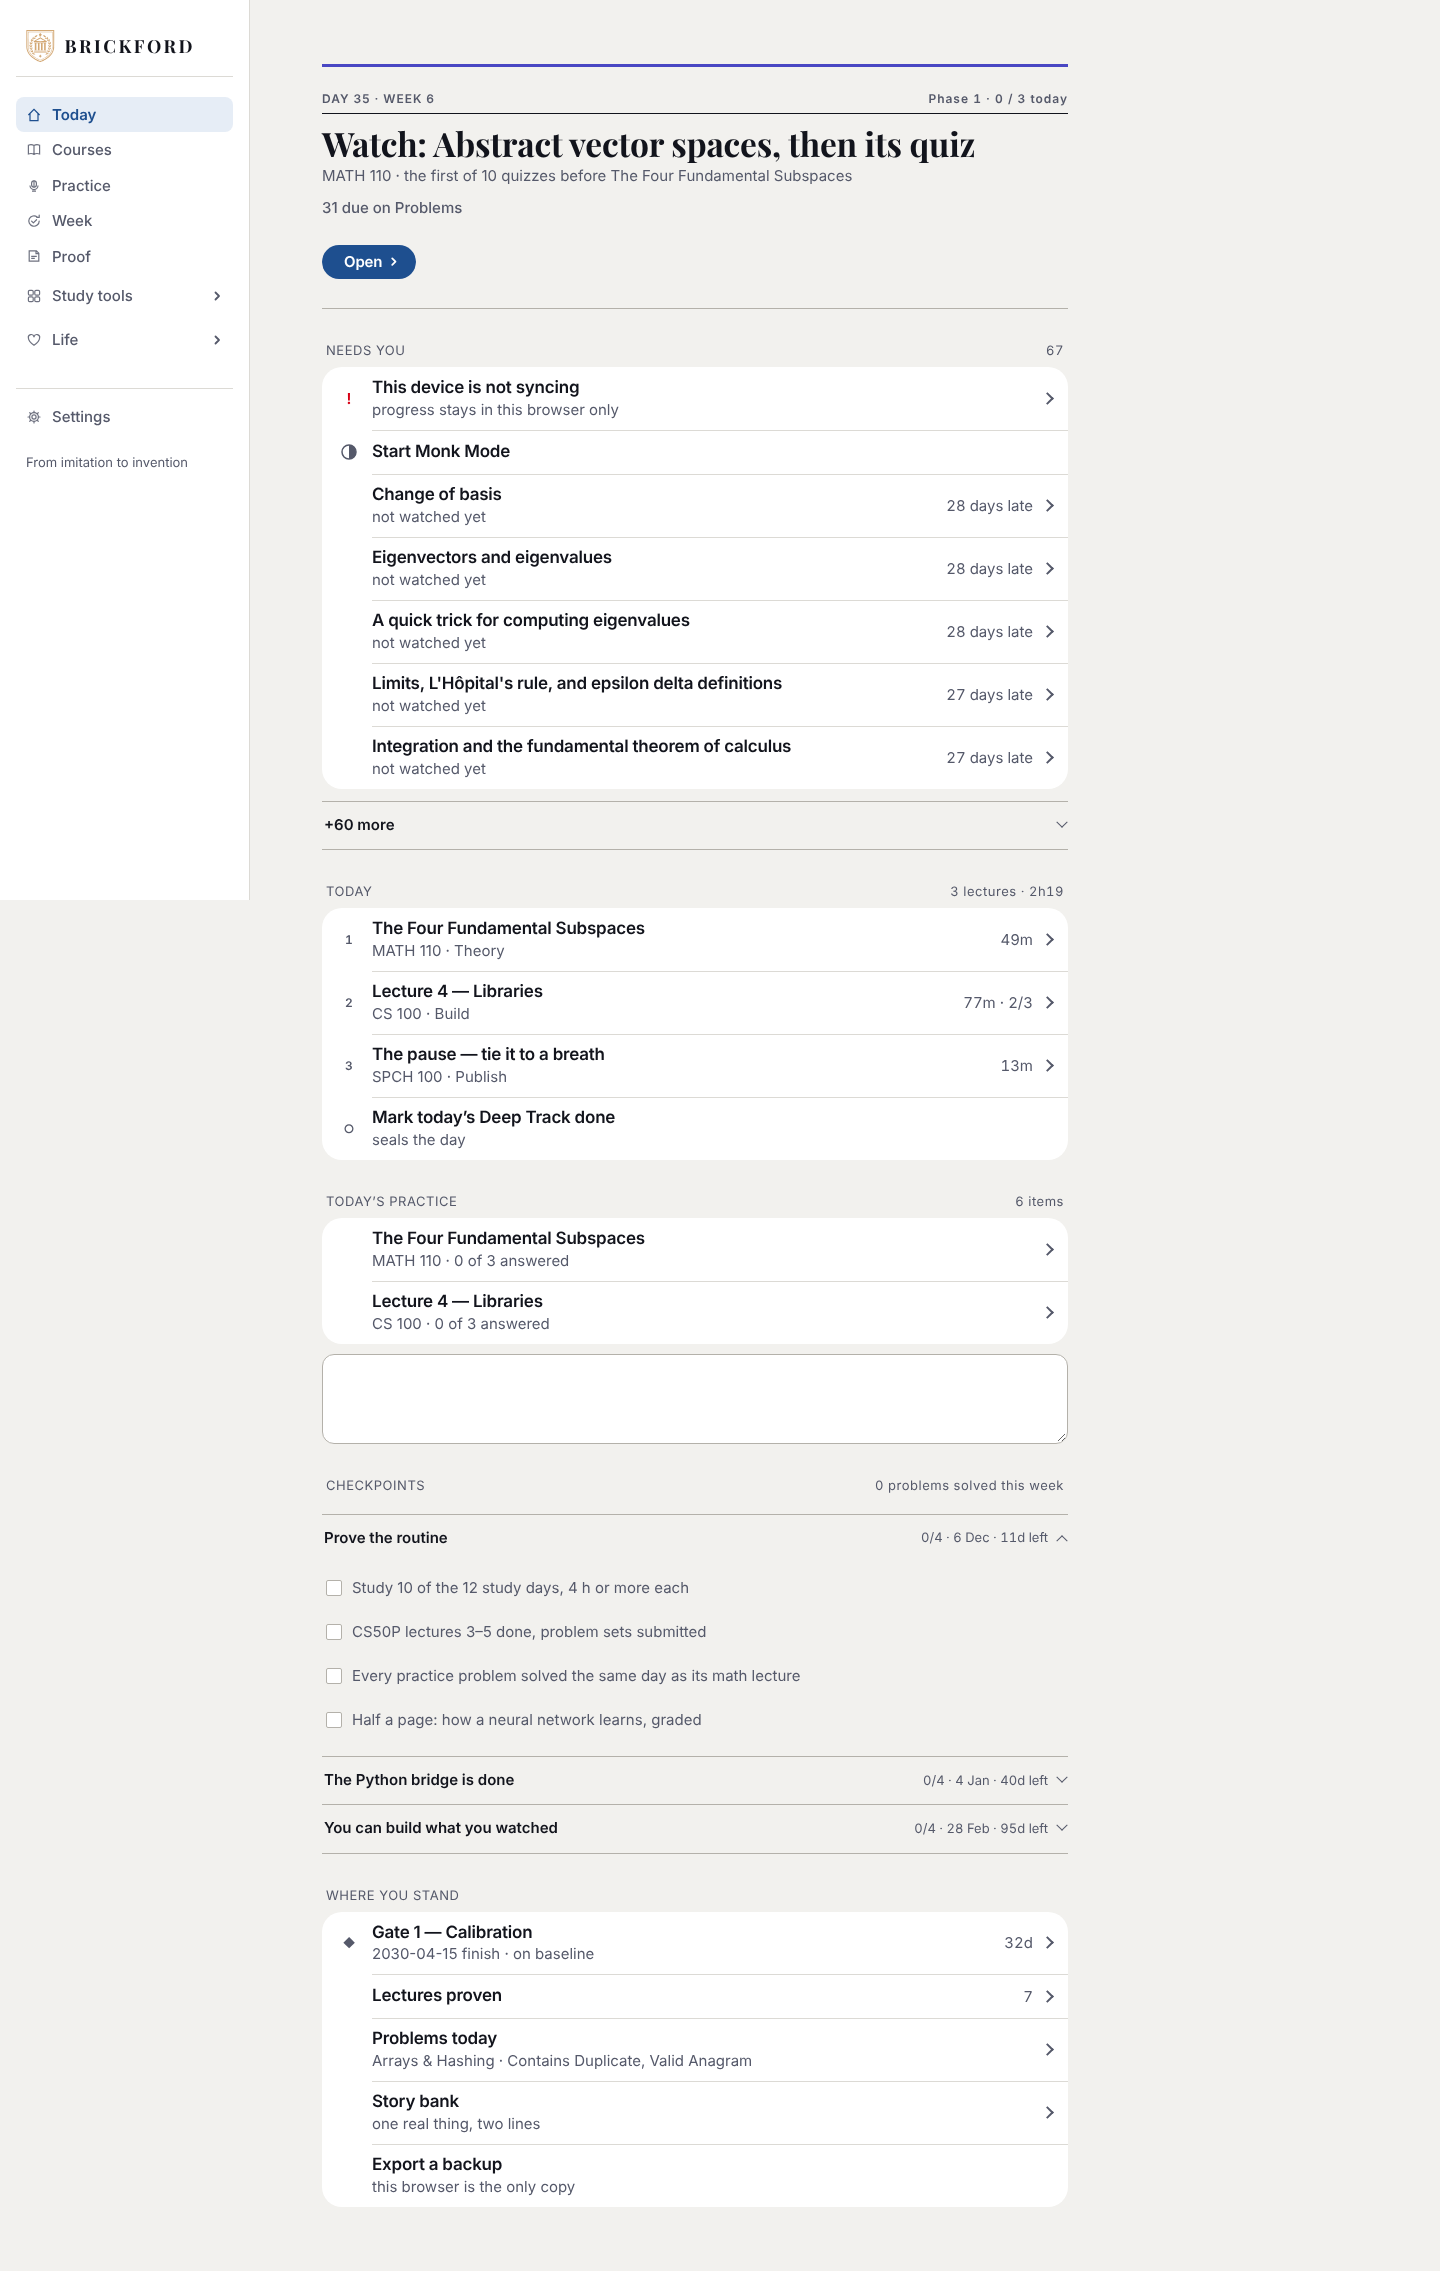 BRICKFORD
Today
Courses
Practice
Week
Proof
Study tools
Life
Settings
From imitation to invention
DAY 35 · WEEK 6
Phase 1 · 0 / 3 today
Watch: Abstract vector spaces, then its quiz
MATH 110 · the first of 10 quizzes before The Four Fundamental Subspaces
31 due on Problems
Open
NEEDS YOU
67
!
This device is not syncing
progress stays in this browser only
Start Monk Mode
Change of basis
not watched yet
28 days late
Eigenvectors and eigenvalues
not watched yet
28 days late
A quick trick for computing eigenvalues
not watched yet
28 days late
Limits, L'Hôpital's rule, and epsilon delta definitions
not watched yet
27 days late
Integration and the fundamental theorem of calculus
not watched yet
27 days late
+60 more
TODAY
3 lectures · 2h19
1
The Four Fundamental Subspaces
MATH 110 · Theory
49m
2
Lecture 4 — Libraries
CS 100 · Build
77m · 2/3
3
The pause — tie it to a breath
SPCH 100 · Publish
13m
Mark today’s Deep Track done
seals the day
TODAY’S PRACTICE
6 items
The Four Fundamental Subspaces
MATH 110 · 0 of 3 answered
Lecture 4 — Libraries
CS 100 · 0 of 3 answered
CHECKPOINTS
0 problems solved this week
Prove the routine
0/4 · 6 Dec · 11d left
Study 10 of the 12 study days, 4 h or more each
CS50P lectures 3–5 done, problem sets submitted
Every practice problem solved the same day as its math lecture
Half a page: how a neural network learns, graded
The Python bridge is done
0/4 · 4 Jan · 40d left
You can build what you watched
0/4 · 28 Feb · 95d left
WHERE YOU STAND
Gate 1 — Calibration
2030-04-15 finish · on baseline
32d
Lectures proven
7
Problems today
Arrays & Hashing · Contains Duplicate, Valid Anagram
Story bank
one real thing, two lines
Export a backup
this browser is the only copy